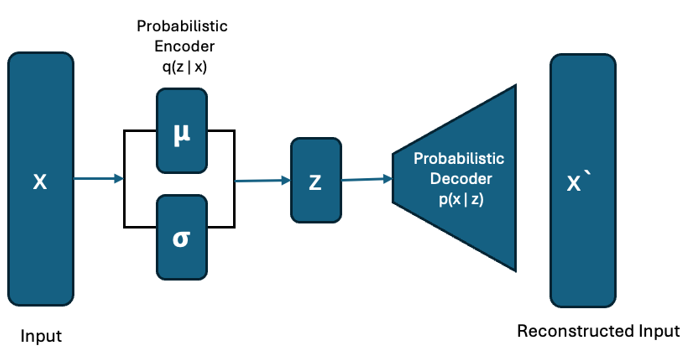 Probabilistic
Encoder
q(z | x)
X
μ
σ
Z
Probabilistic
Decoder
p(x | z)
X`
Input
Reconstructed Input